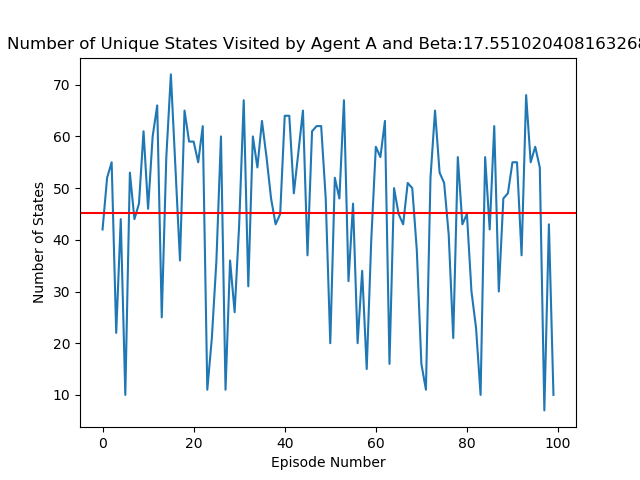 Number of Unique States Visited by Agent A and Beta:17.551020408163268
70
60
50
40
30
20
10
Number of States
0 20 40 60 80 100
Episode Number